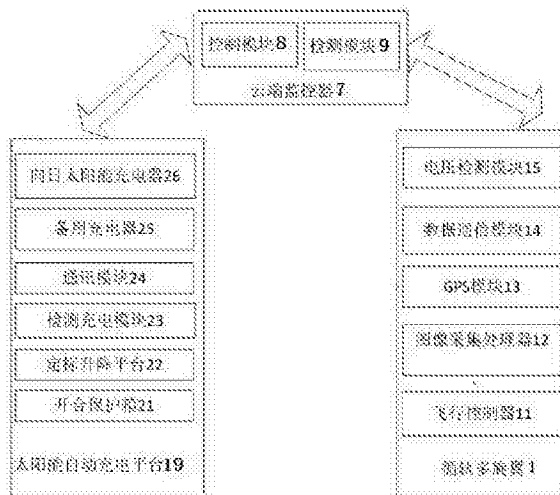 控制模块8
检测模块9
云端监控器7
向日太阳能充电器26
备用充电器25
通讯模块24
检测充电模块23
定标升降平台22
开合保护箱21
太阳能自动充电平台19
电压检测模块15
数据通信模块14
GPS模块13
图像采集处理器12
飞行控制器11
多旋翼1